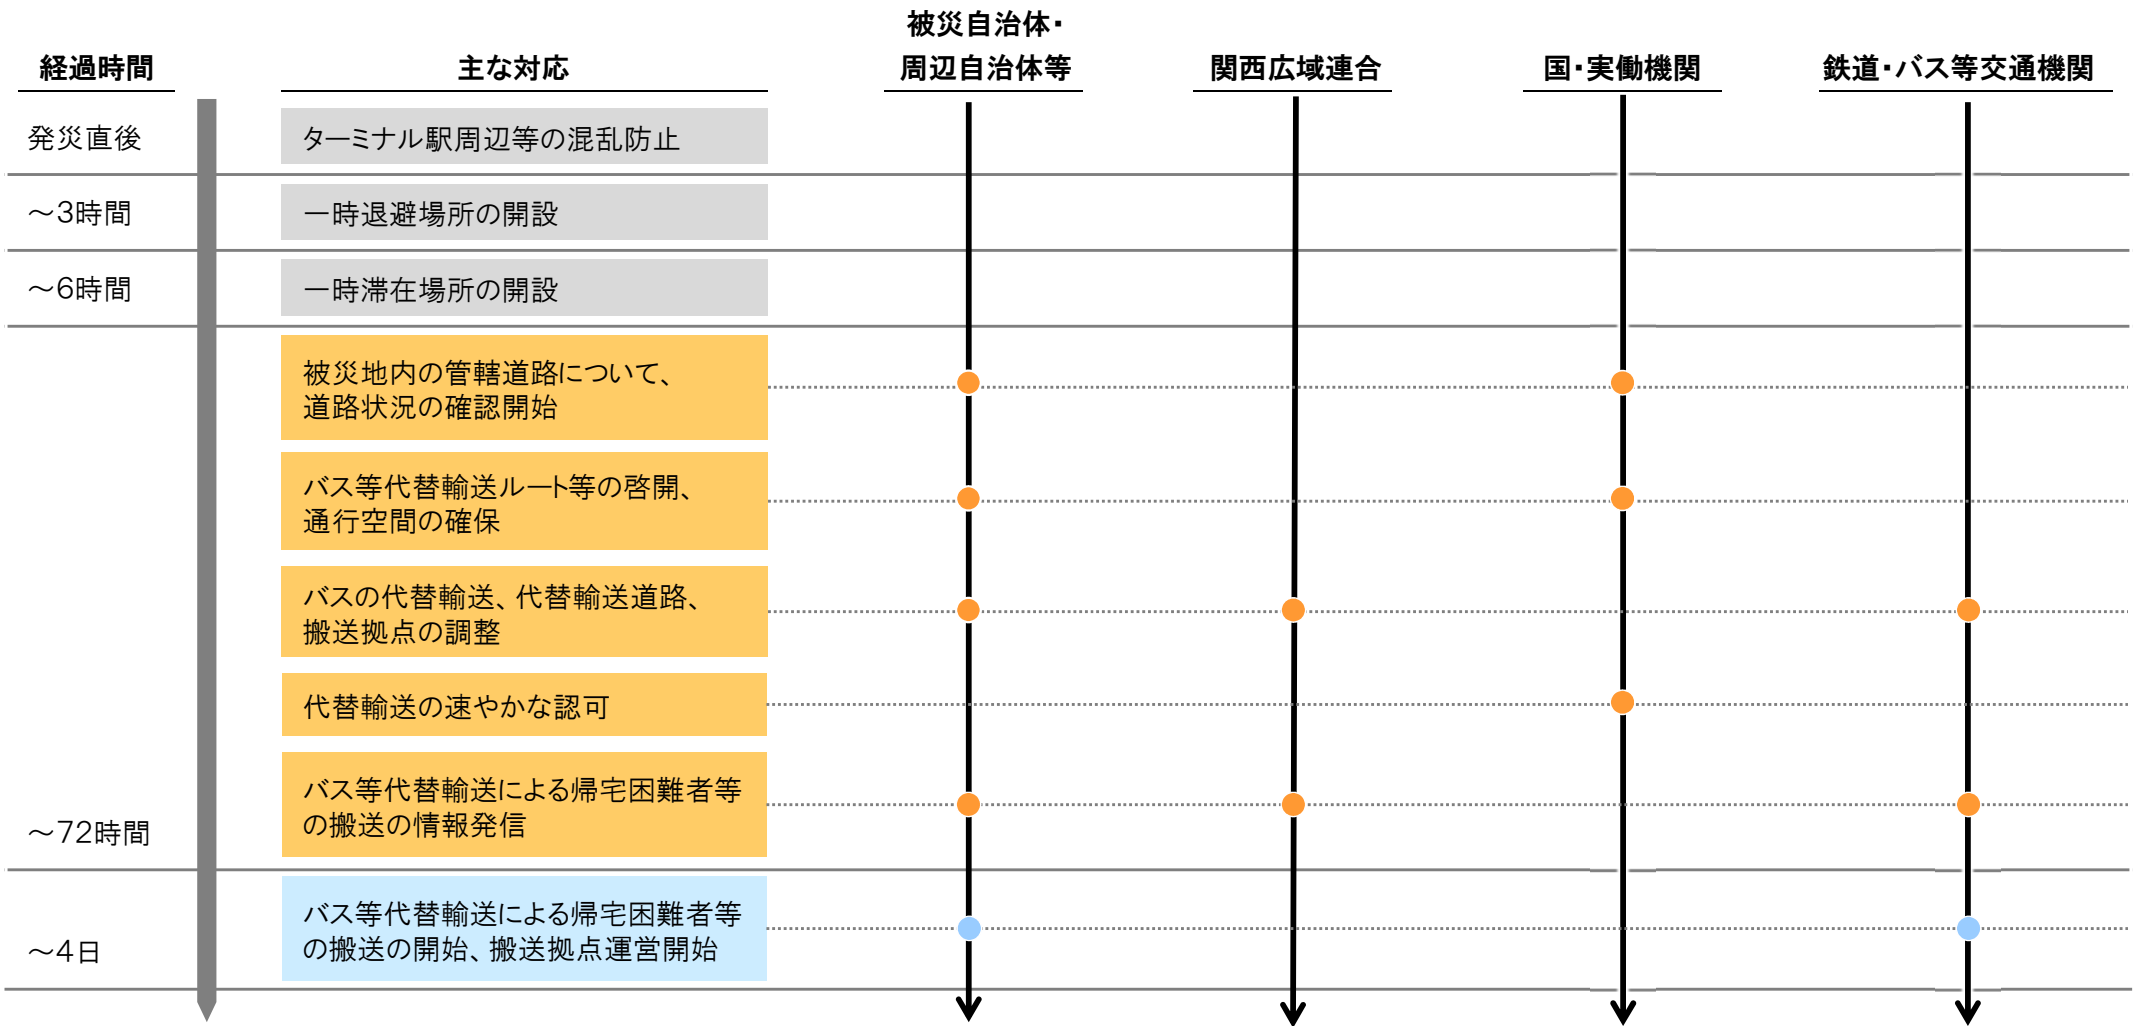 被災自治体・
周辺自治体等
経過時間
主な対応
関西広域連合
国・実働機関
鉄道・バス等交通機関
発災直後
ターミナル駅周辺等の混乱防止
～3時間
一時退避場所の開設
～6時間
一時滞在場所の開設
被災地内の管轄道路について、
道路状況の確認開始
バス等代替輸送ルート等の啓開、
通行空間の確保
バスの代替輸送、代替輸送道路、
搬送拠点の調整
代替輸送の速やかな認可
バス等代替輸送による帰宅困難者等
の搬送の情報発信
～72時間
バス等代替輸送による帰宅困難者等
の搬送の開始、搬送拠点運営開始
～4日